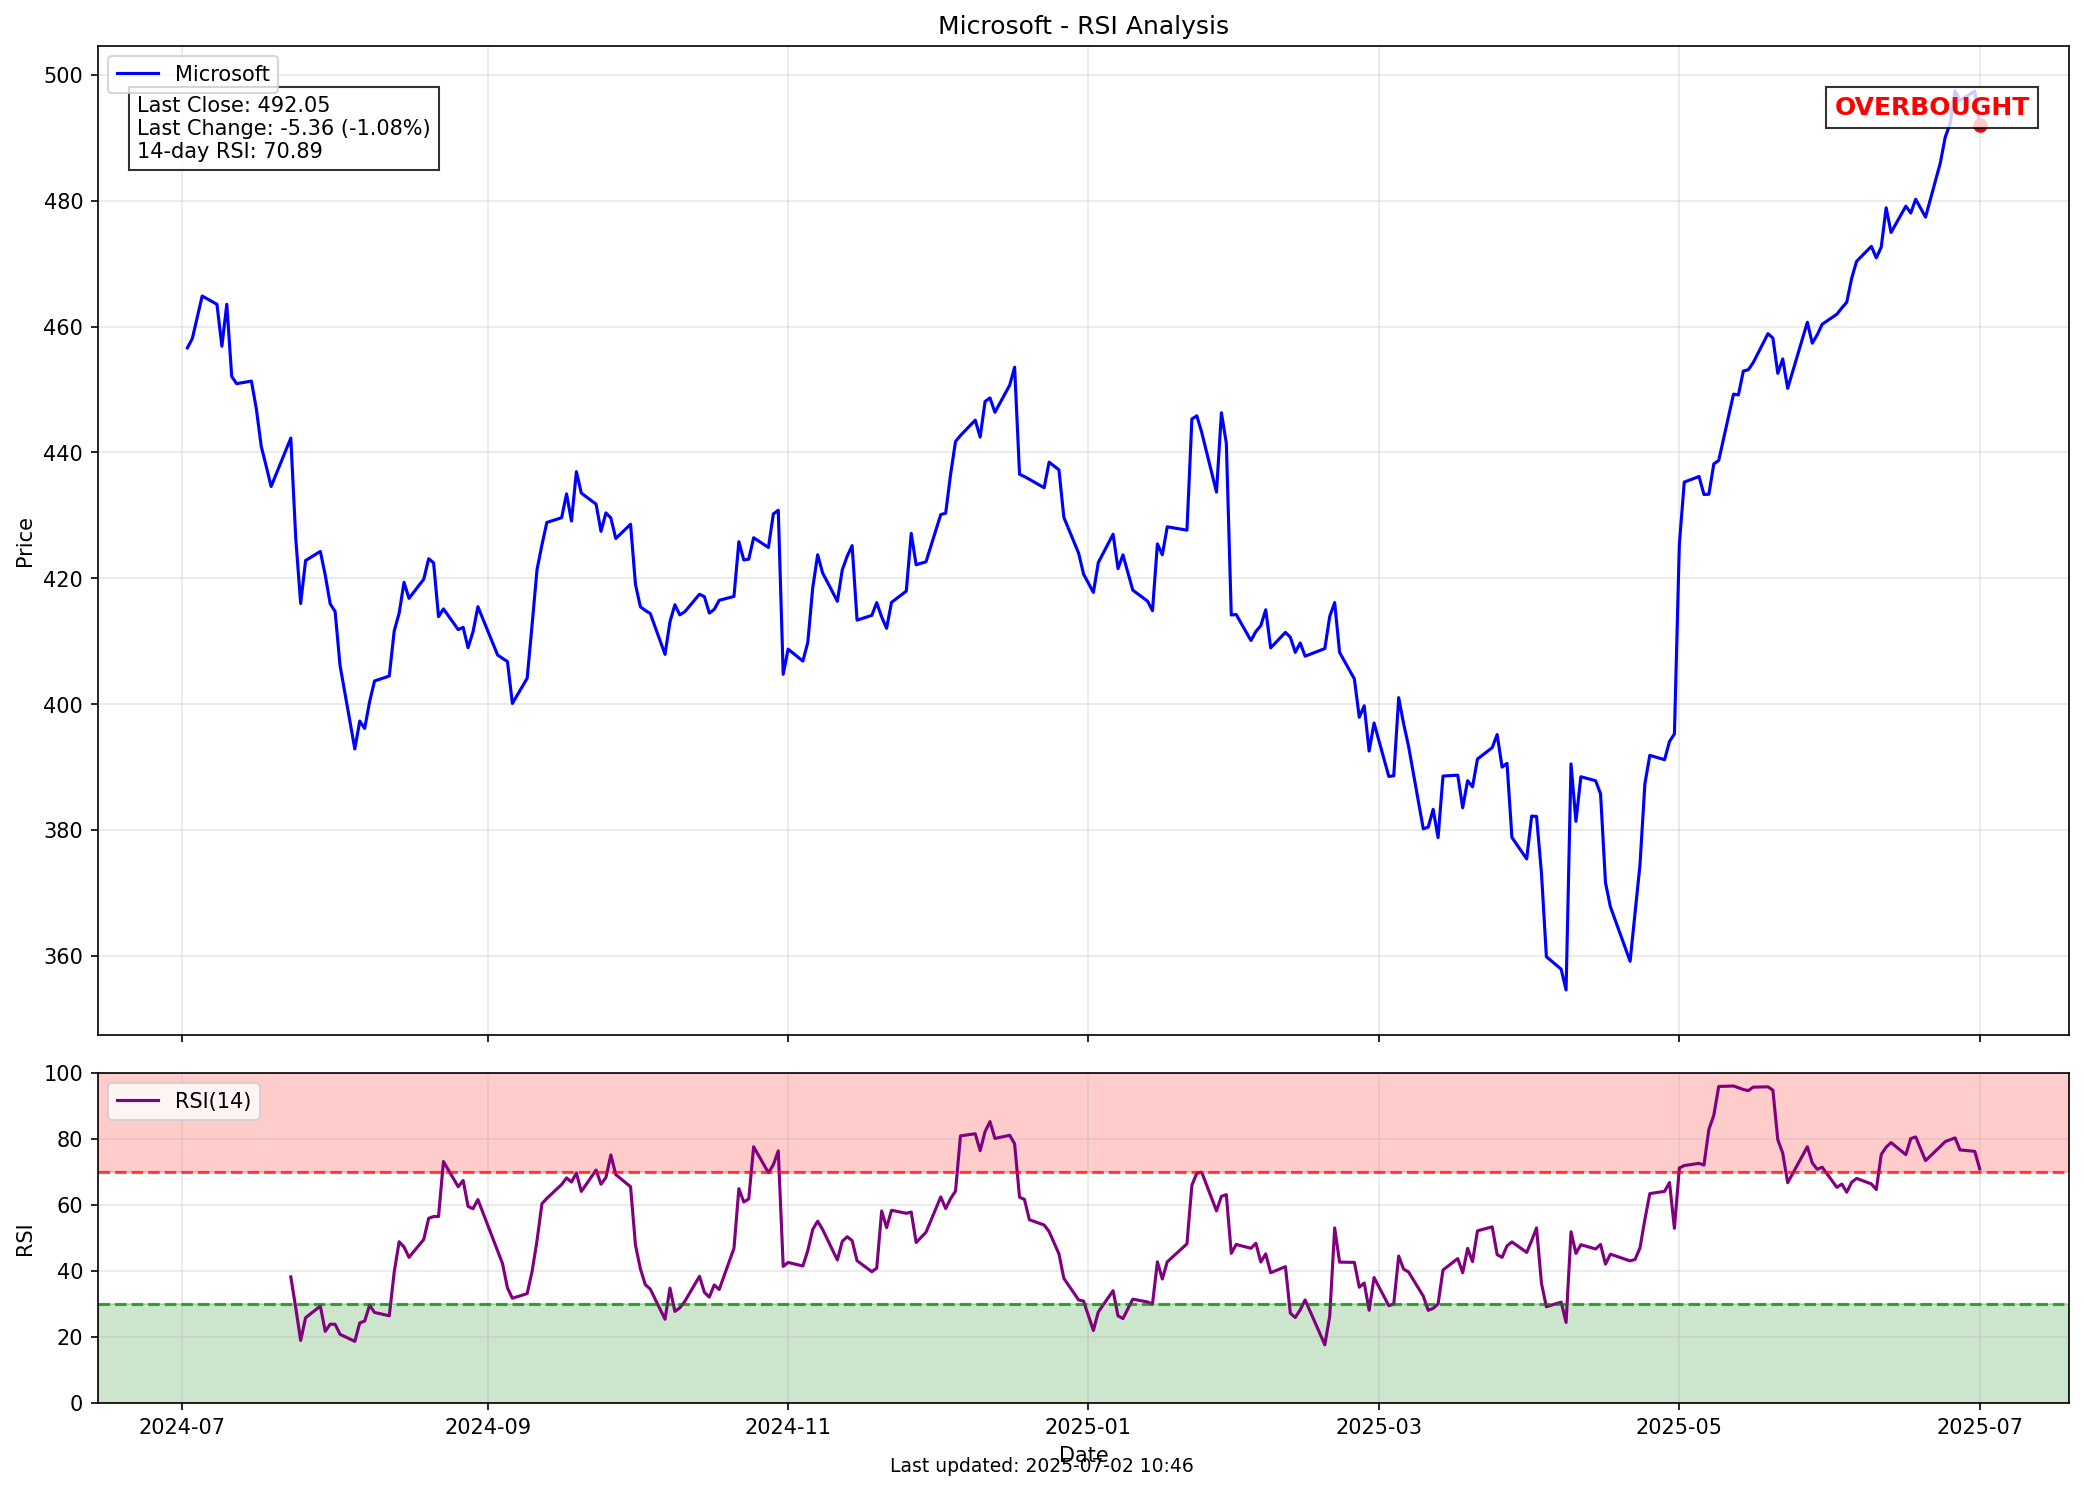 Microsoft - RSI Analysis
Microsoft
Last Close: 492.05
Last Change: -5.36 (-1.08%)
14-day RSI: 70.89
OVERBOUGHT
500
480
460
440
420
400
380
360
Price
100
80
60
40
20
0
RSI
RSI(14)
2024-07
2024-09
2024-11
2025-01
2025-03
2025-05
2025-07
Date
Last updated: 2025-07-02 10:46